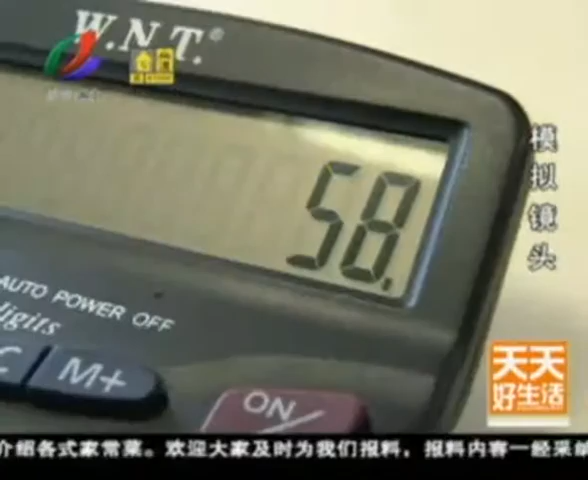 W.N.T.®
58.
模拟镜头
AUTO POWER OFF
digits
C
M+
ON/
天天
好生活
介绍各式家常菜。欢迎大家及时为我们报料，报料内容一经采纳